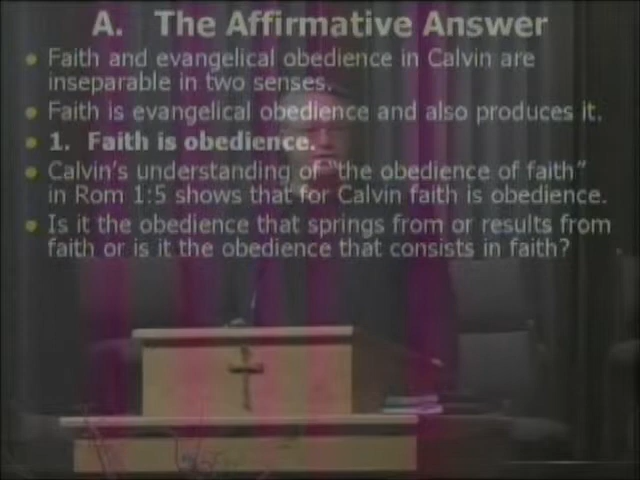 A. The Affirmative Answer
• Faith and evangelical obedience in Calvin are
inseparable in two senses.
• Faith is evangelical obedience and also produces it.
• 1. Faith is obedience.
• Calvin's understanding of "the obedience of faith"
in Rom 1:5 shows that for Calvin faith is obedience.
• Is it the obedience that springs from or results from
faith or is it the obedience that consists in faith?